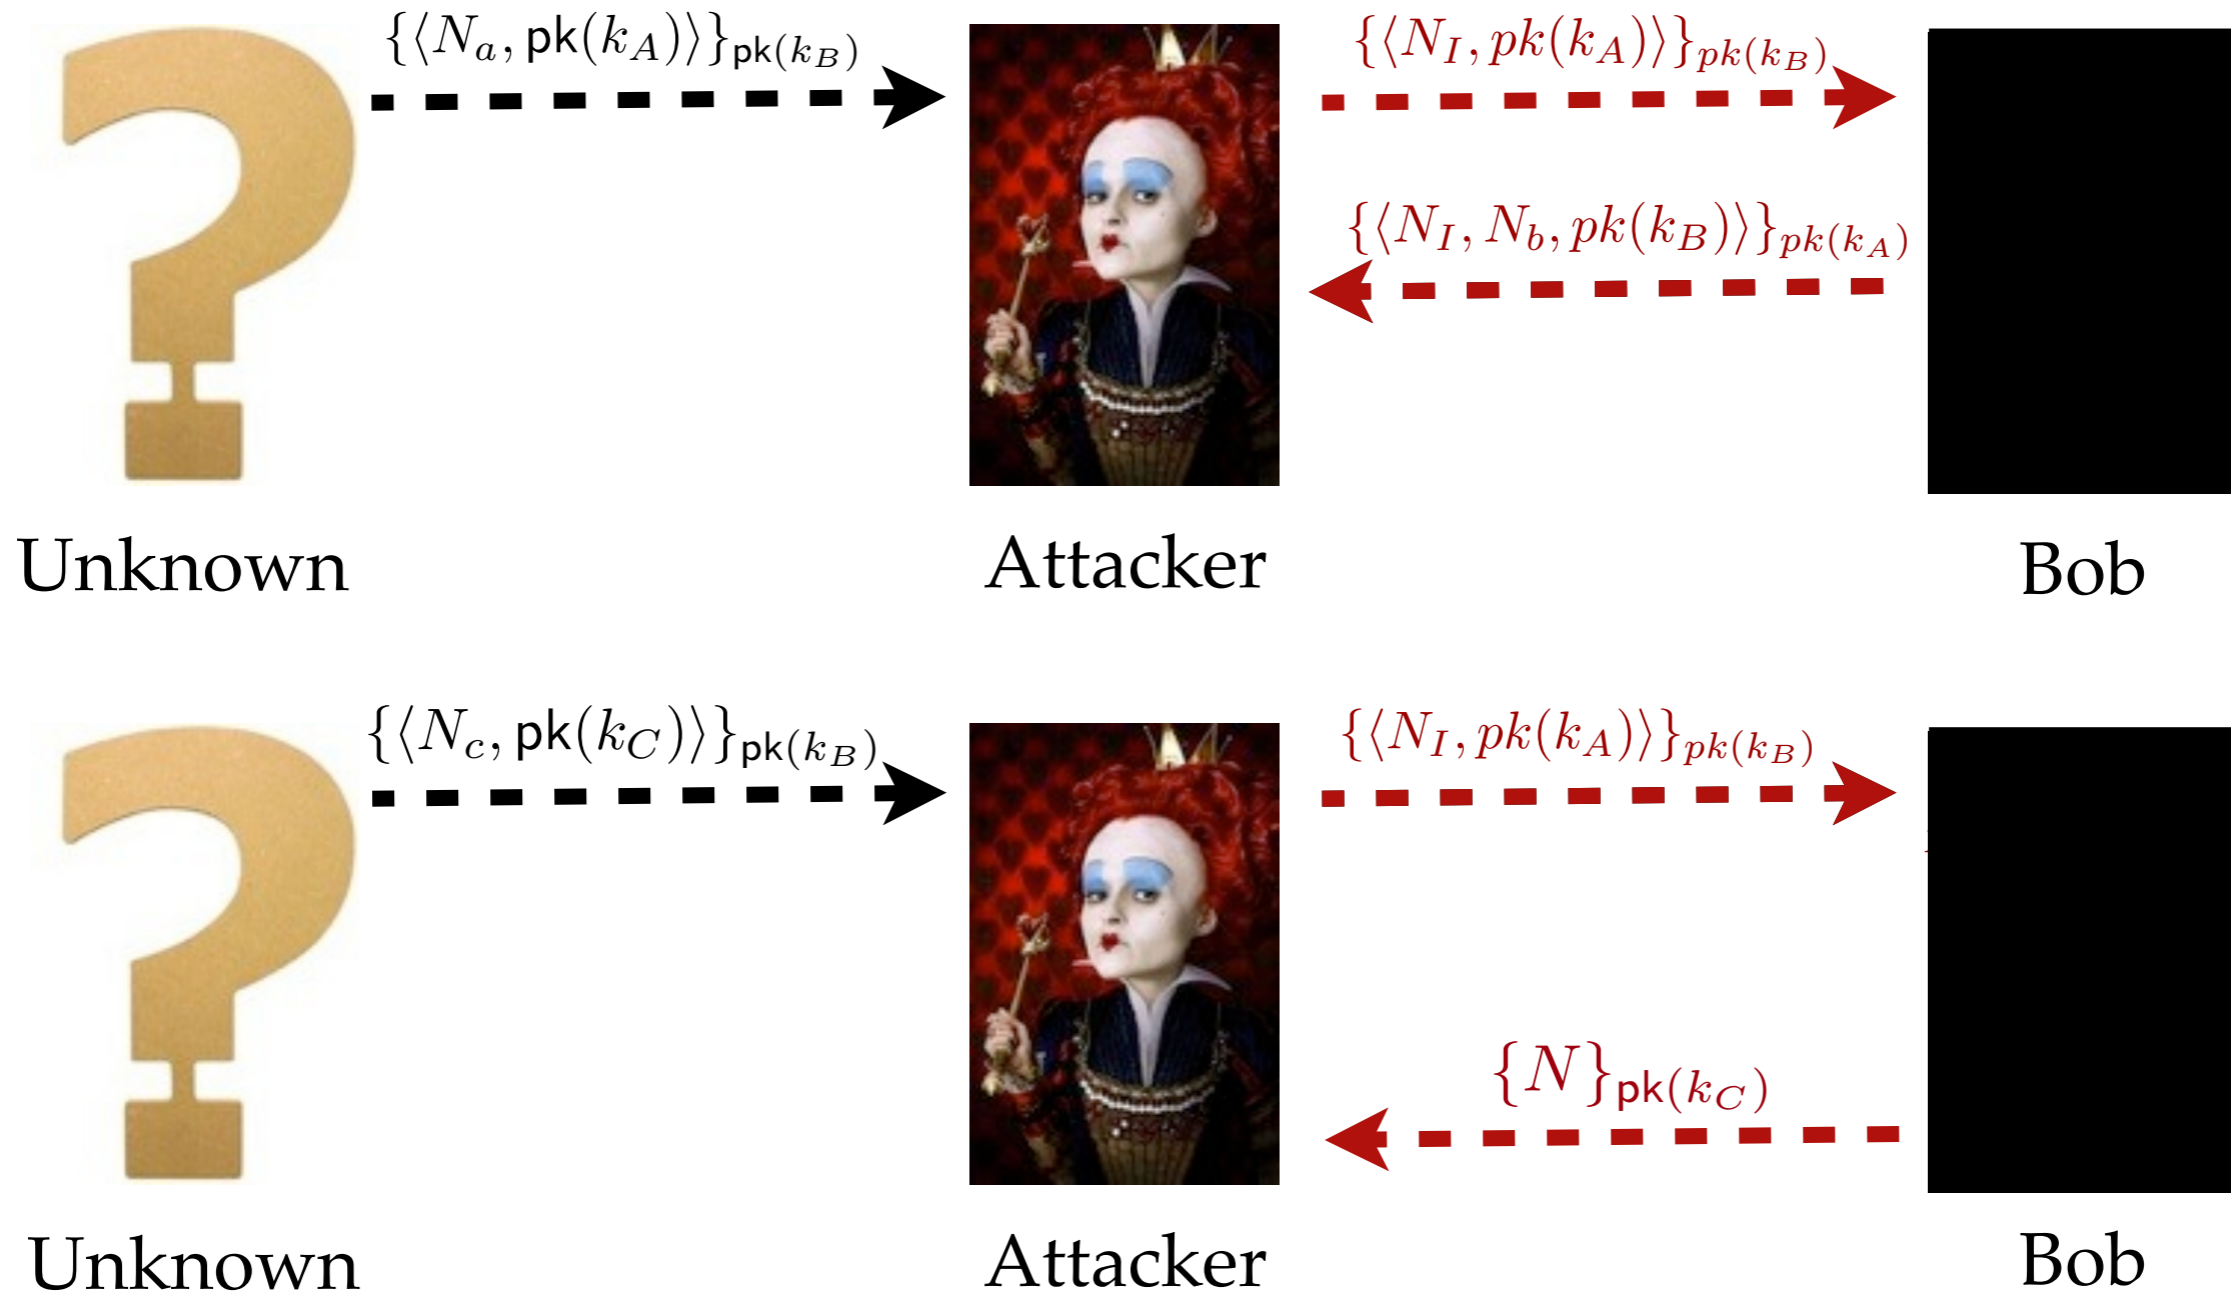 {⟨N_a, pk(k_A)⟩}_pk(k_B)
{⟨N_I, pk(k_A)⟩}_pk(k_B)
{⟨N_I, N_b, pk(k_B)⟩}_pk(k_A)
Unknown
Attacker
Bob
{⟨N_c, pk(k_C)⟩}_pk(k_B)
{⟨N_I, pk(k_A)⟩}_pk(k_B)
{N}_pk(k_C)
Unknown
Attacker
Bob